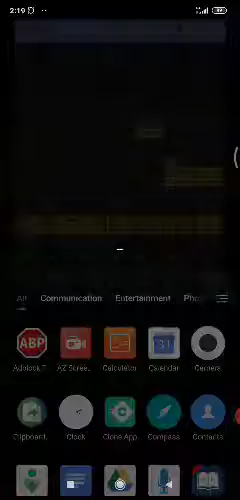 2:19
All Communication Entertainment Pho
ABP
31
Adblock
AZ Scree.
Calculator
Calendar
Camera
Clipboard.
Clock
Clone App
Compass
Contacts